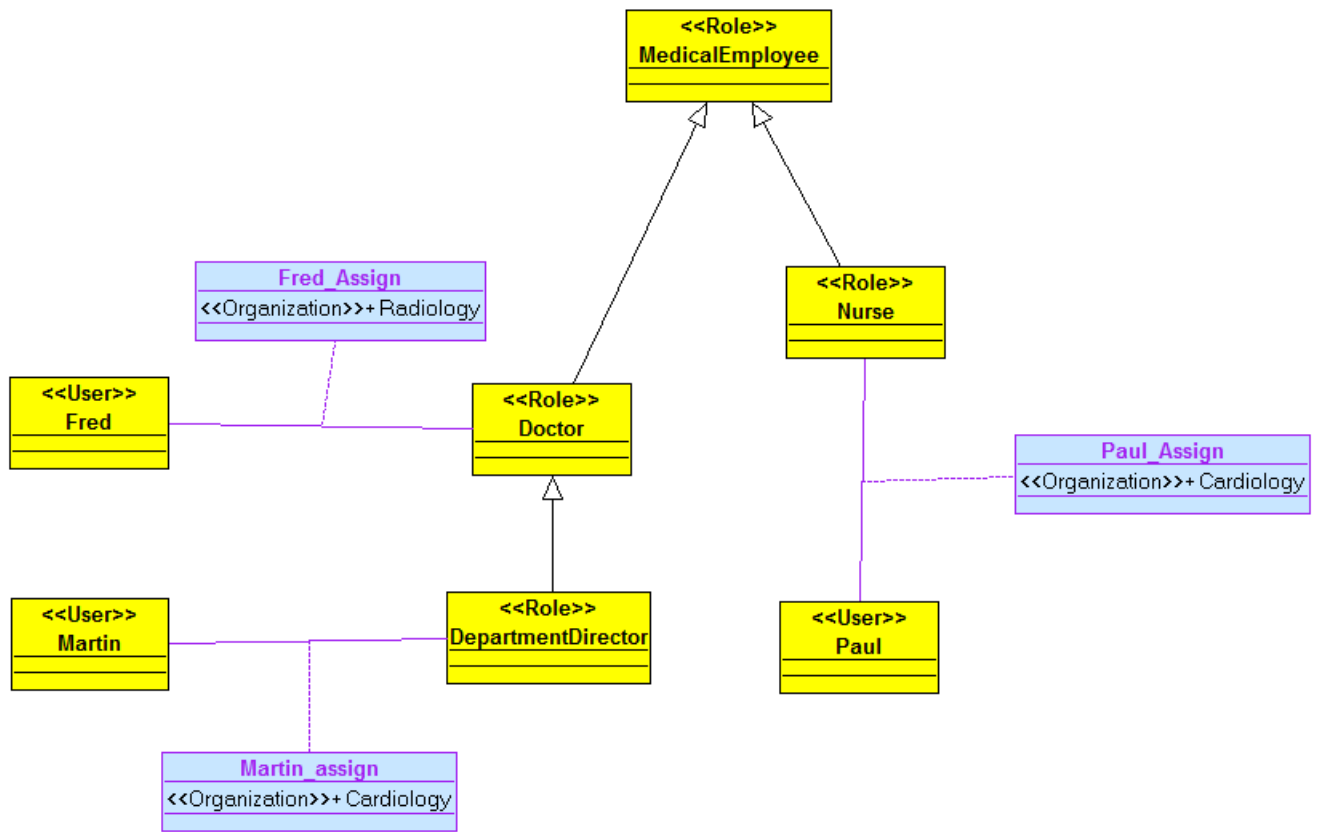 <<Role>>
MedicalEmployee
Fred_Assign
<<Organization>>+ Radiology
<<Role>>
Nurse
<<User>>
Fred
<<Role>>
Doctor
Paul_Assign
<<Organization>>+ Cardiology
<<User>>
Martin
<<Role>>
DepartmentDirector
<<User>>
Paul
Martin_assign
<<Organization>>+ Cardiology